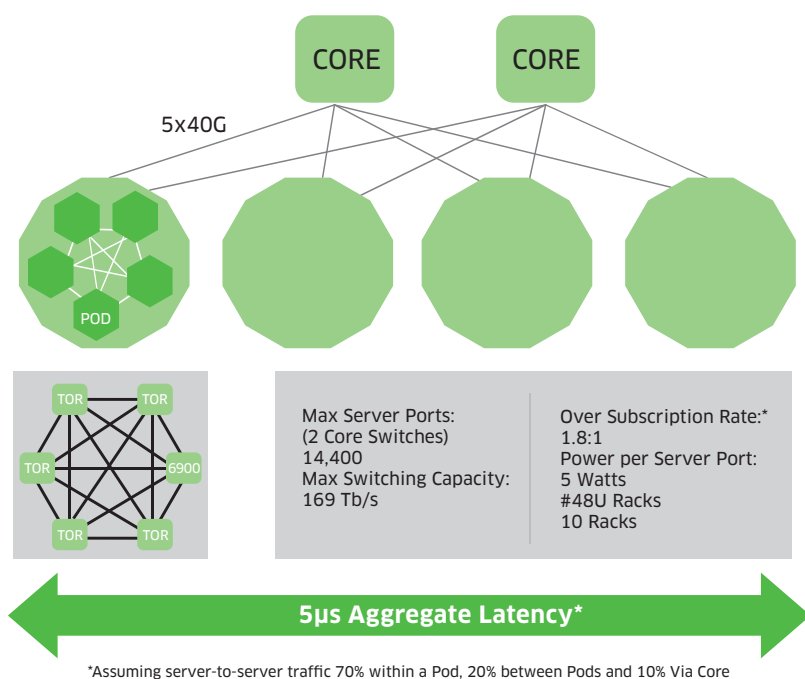 CORE
CORE
5x40G
POD
TOR
TOR
TOR
6900
TOR
TOR
Max Server Ports:
(2 Core Switches)
14,400
Max Switching Capacity:
169 Tb/s
Over Subscription Rate:*
1.8:1
Power per Server Port:
5 Watts
#48U Racks
10 Racks
5µs Aggregate Latency*
*Assuming server-to-server traffic 70% within a Pod, 20% between Pods and 10% Via Core